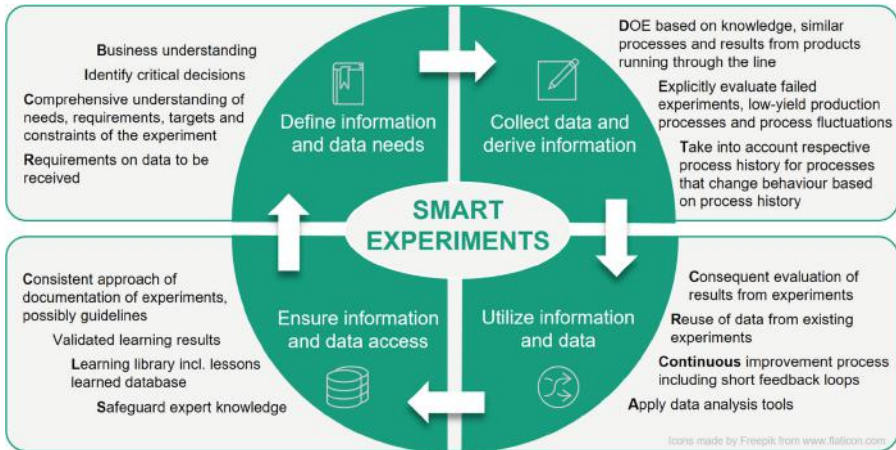 Business understanding
Identify critical decisions
Comprehensive understanding of
needs, requirements, targets and
constraints of the experiment
Requirements on data to be
received
Define information
and data needs
Collect data and
derive information
DOE based on knowledge, similar
processes and results from products
running through the line
Explicitly evaluate failed
experiments, low-yield production
processes and process fluctuations
Take into account respective
process history for processes
that change behaviour based
on process history
SMART
EXPERIMENTS
Consistent approach of
documentation of experiments,
possibly guidelines
Validated learning results
Learning library incl. lessons
learned database
Safeguard expert knowledge
Ensure information
and data access
Utilize information
and data
Consequent evaluation of
results from experiments
Reuse of data from existing
experiments
Continuous improvement process
including short feedback loops
Apply data analysis tools
Icons made by Freepik from www.flaticon.com